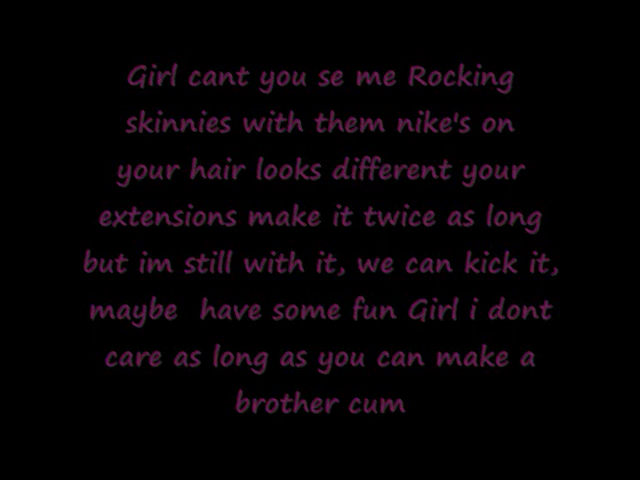 Girl cant you se me Rocking
skinnies with them nike's on
your hair looks different your
extensions make it twice as long
but im still with it, we can kick it,
maybe  have some fun Girl i dont
care as long as you can make a
brother cum